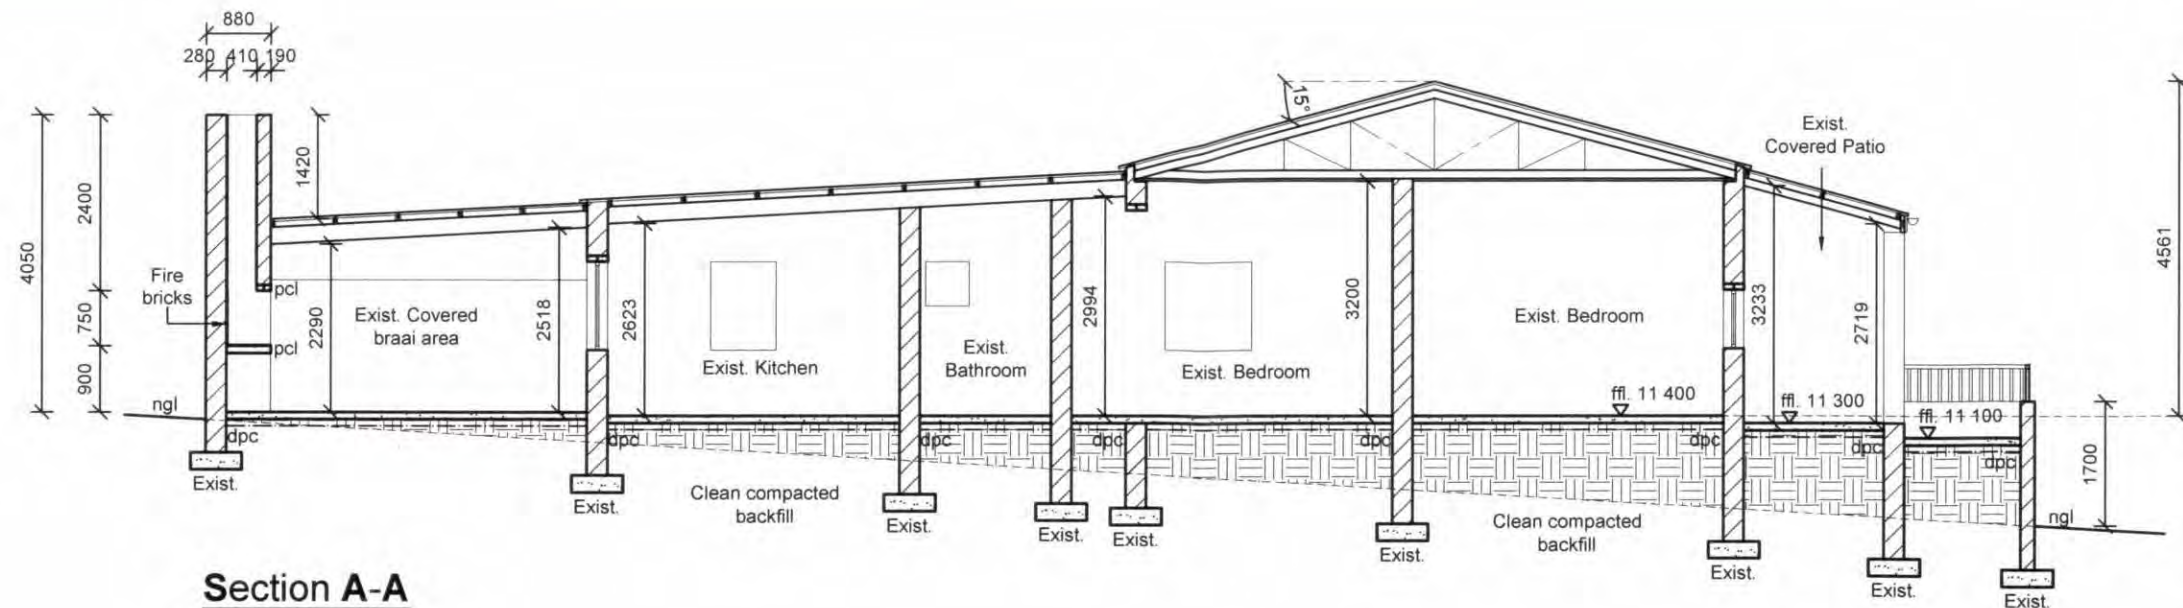 880
280 410 190
4050
2400
750
900
1420
15°
4561
Exist.
Covered Patio
Fire
bricks
pcl
pcl
2290
Exist. Covered
braai area
2518
2623
Exist. Kitchen
Exist.
Bathroom
2994
Exist. Bedroom
3200
Exist. Bedroom
3233
2719
ffl. 11 400
ffl. 11 300
ffl. 11 100
1700
ngl
ngl
dpc
dpc
dpc
dpc
dpc
dpc
dpc
dpc
Clean compacted
backfill
Clean compacted
backfill
Exist.
Exist.
Exist.
Exist.
Exist.
Exist.
Exist.
Exist.
Exist.
Section A-A